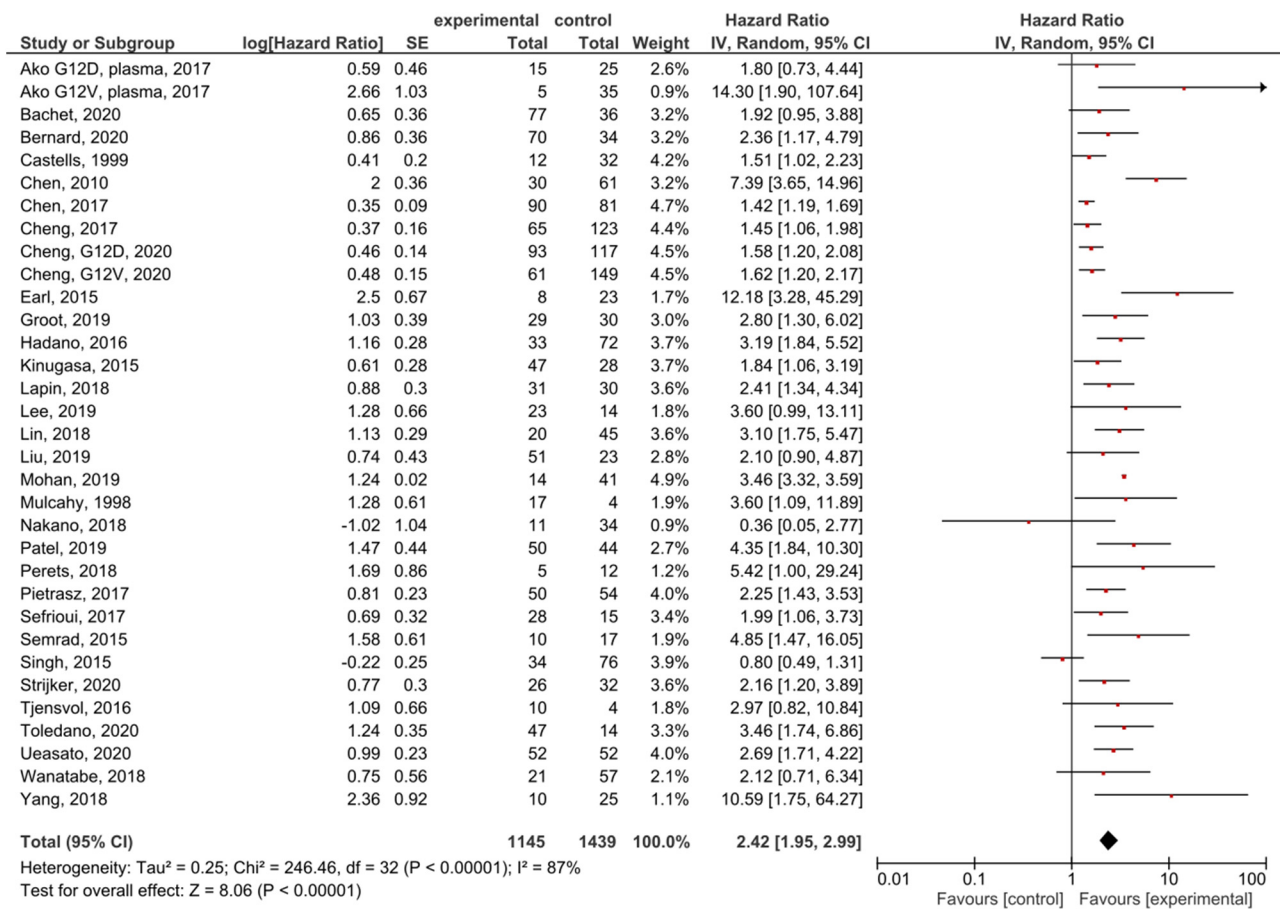 experimental control Hazard Ratio Hazard Ratio
Study or Subgroup log[Hazard Ratio] SE Total Total Weight IV, Random, 95% CI IV, Random, 95% CI
Ako G12D, plasma, 2017 0.59 0.46 15 25 2.6% 1.80 [0.73, 4.44]
Ako G12V, plasma, 2017 2.66 1.03 5 35 0.9% 14.30 [1.90, 107.64]
Bachet, 2020 0.65 0.36 77 36 3.2% 1.92 [0.95, 3.88]
Bernard, 2020 0.86 0.36 70 34 3.2% 2.36 [1.17, 4.79]
Castells, 1999 0.41 0.2 12 32 4.2% 1.51 [1.02, 2.23]
Chen, 2010 2 0.36 30 61 3.2% 7.39 [3.65, 14.96]
Chen, 2017 0.35 0.09 90 81 4.7% 1.42 [1.19, 1.69]
Cheng, 2017 0.37 0.16 65 123 4.4% 1.45 [1.06, 1.98]
Cheng, G12D, 2020 0.46 0.14 93 117 4.5% 1.58 [1.20, 2.08]
Cheng, G12V, 2020 0.48 0.15 61 149 4.5% 1.62 [1.20, 2.17]
Earl, 2015 2.5 0.67 8 23 1.7% 12.18 [3.28, 45.29]
Groot, 2019 1.03 0.39 29 30 3.0% 2.80 [1.30, 6.02]
Hadano, 2016 1.16 0.28 33 72 3.7% 3.19 [1.84, 5.52]
Kinugasa, 2015 0.61 0.28 47 28 3.7% 1.84 [1.06, 3.19]
Lapin, 2018 0.88 0.3 31 30 3.6% 2.41 [1.34, 4.34]
Lee, 2019 1.28 0.66 23 14 1.8% 3.60 [0.99, 13.11]
Lin, 2018 1.13 0.29 20 45 3.6% 3.10 [1.75, 5.47]
Liu, 2019 0.74 0.43 51 23 2.8% 2.10 [0.90, 4.87]
Mohan, 2019 1.24 0.02 14 41 4.9% 3.46 [3.32, 3.59]
Mulcahy, 1998 1.28 0.61 17 4 1.9% 3.60 [1.09, 11.89]
Nakano, 2018 -1.02 1.04 11 34 0.9% 0.36 [0.05, 2.77]
Patel, 2019 1.47 0.44 50 44 2.7% 4.35 [1.84, 10.30]
Perets, 2018 1.69 0.86 5 12 1.2% 5.42 [1.00, 29.24]
Pietrasz, 2017 0.81 0.23 50 54 4.0% 2.25 [1.43, 3.53]
Sefrioui, 2017 0.69 0.32 28 15 3.4% 1.99 [1.06, 3.73]
Semrad, 2015 1.58 0.61 10 17 1.9% 4.85 [1.47, 16.05]
Singh, 2015 -0.22 0.25 34 76 3.9% 0.80 [0.49, 1.31]
Strijker, 2020 0.77 0.3 26 32 3.6% 2.16 [1.20, 3.89]
Tjensvol, 2016 1.09 0.66 10 4 1.8% 2.97 [0.82, 10.84]
Toledano, 2020 1.24 0.35 47 14 3.3% 3.46 [1.74, 6.86]
Ueasato, 2020 0.99 0.23 52 52 4.0% 2.69 [1.71, 4.22]
Wanatabe, 2018 0.75 0.56 21 57 2.1% 2.12 [0.71, 6.34]
Yang, 2018 2.36 0.92 10 25 1.1% 10.59 [1.75, 64.27]
Total (95% CI) 1145 1439 100.0% 2.42 [1.95, 2.99]
Heterogeneity: Tau² = 0.25; Chi² = 246.46, df = 32 (P < 0.00001); I² = 87%
Test for overall effect: Z = 8.06 (P < 0.00001)
0.01 0.1 1 10 100
Favours [control] Favours [experimental]